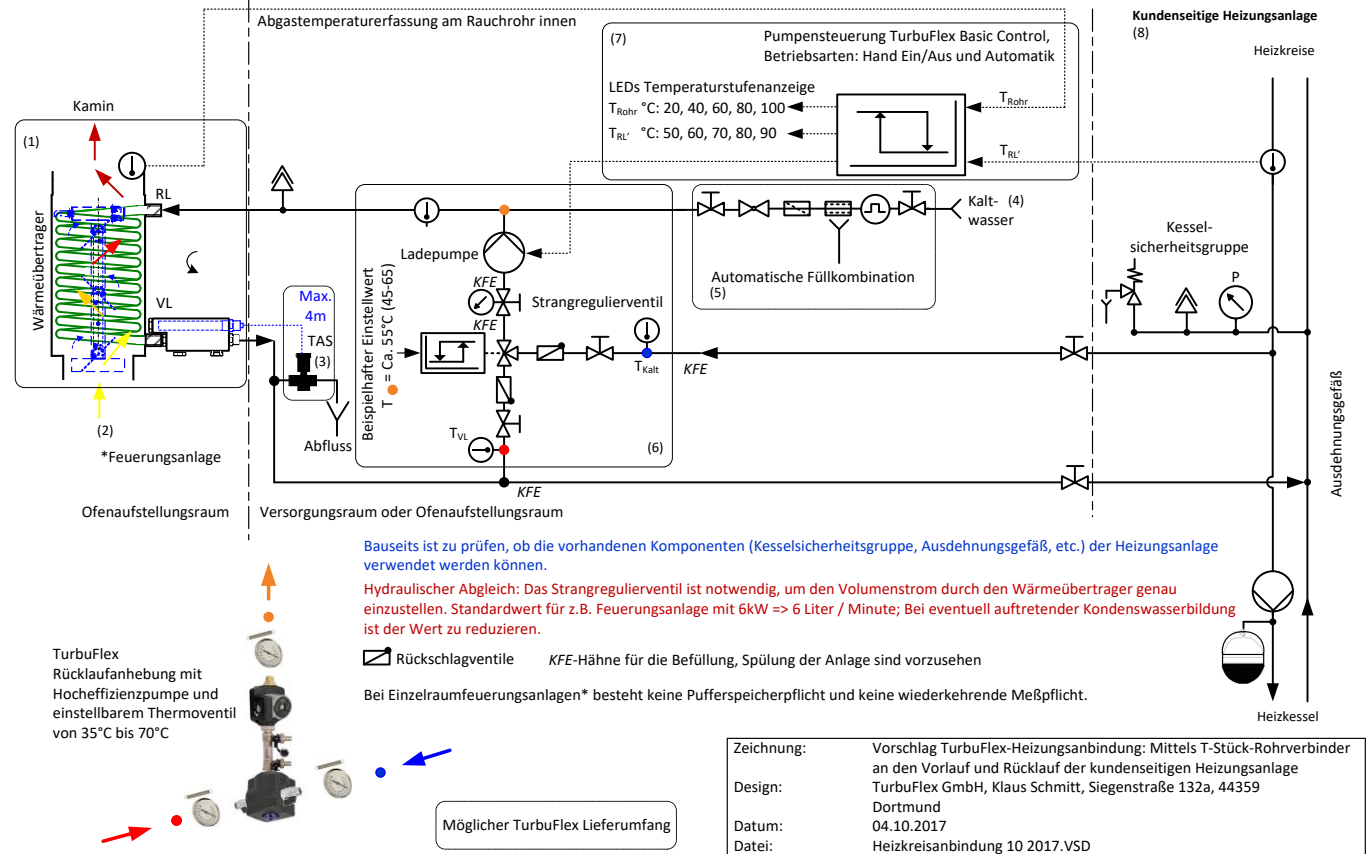 Abgastemperaturerfassung am Rauchrohr innen
Kundenseitige Heizungsanlage
(8)
(7)
Pumpensteuerung TurbuFlex Basic Control,
Betriebsarten: Hand Ein/Aus und Automatik
Heizkreise
LEDs Temperaturstufenanzeige
TRohr °C: 20, 40, 60, 80, 100
TRL' °C: 50, 60, 70, 80, 90
TRohr
TRL'
Kamin
(1)
RL
Wärmeübertrager
VL
(2)
*Feuerungsanlage
Max.
4m
TAS
(3)
Abfluss
Ladepumpe
KFE
KFE
Strangregulierventil
Beispielhafter Einstellwert
T = Ca. 55°C (45-65)
TKalt
KFE
TVL
(6)
KFE
Kalt- (4)
wasser
Automatische Füllkombination
(5)
Kessel-
sicherheitsgruppe
P
Ausdehnungsgefäß
Ofenaufstellungsraum
Versorgungsraum oder Ofenaufstellungsraum
Bauseits ist zu prüfen, ob die vorhandenen Komponenten (Kesselsicherheitsgruppe, Ausdehnungsgefäß, etc.) der Heizungsanlage
verwendet werden können.
Hydraulischer Abgleich: Das Strangregulierventil ist notwendig, um den Volumenstrom durch den Wärmeübertrager genau
einzustellen. Standardwert für z.B. Feuerungsanlage mit 6kW => 6 Liter / Minute; Bei eventuell auftretender Kondenswasserbildung
ist der Wert zu reduzieren.
Rückschlagventile
KFE-Hähne für die Befüllung, Spülung der Anlage sind vorzusehen
Bei Einzelraumfeuerungsanlagen* besteht keine Pufferspeicherpflicht und keine wiederkehrende Meßpflicht.
Heizkessel
TurbuFlex
Rücklaufanhebung mit
Hocheffizienzpumpe und
einstellbarem Thermoventil
von 35°C bis 70°C
Möglicher TurbuFlex Lieferumfang
Zeichnung: Vorschlag TurbuFlex-Heizungsanbindung: Mittels T-Stück-Rohrverbinder
an den Vorlauf und Rücklauf der kundenseitigen Heizungsanlage
Design: TurbuFlex GmbH, Klaus Schmitt, Siegenstraße 132a, 44359
Dortmund
Datum: 04.10.2017
Datei: Heizkreisanbindung 10 2017.VSD